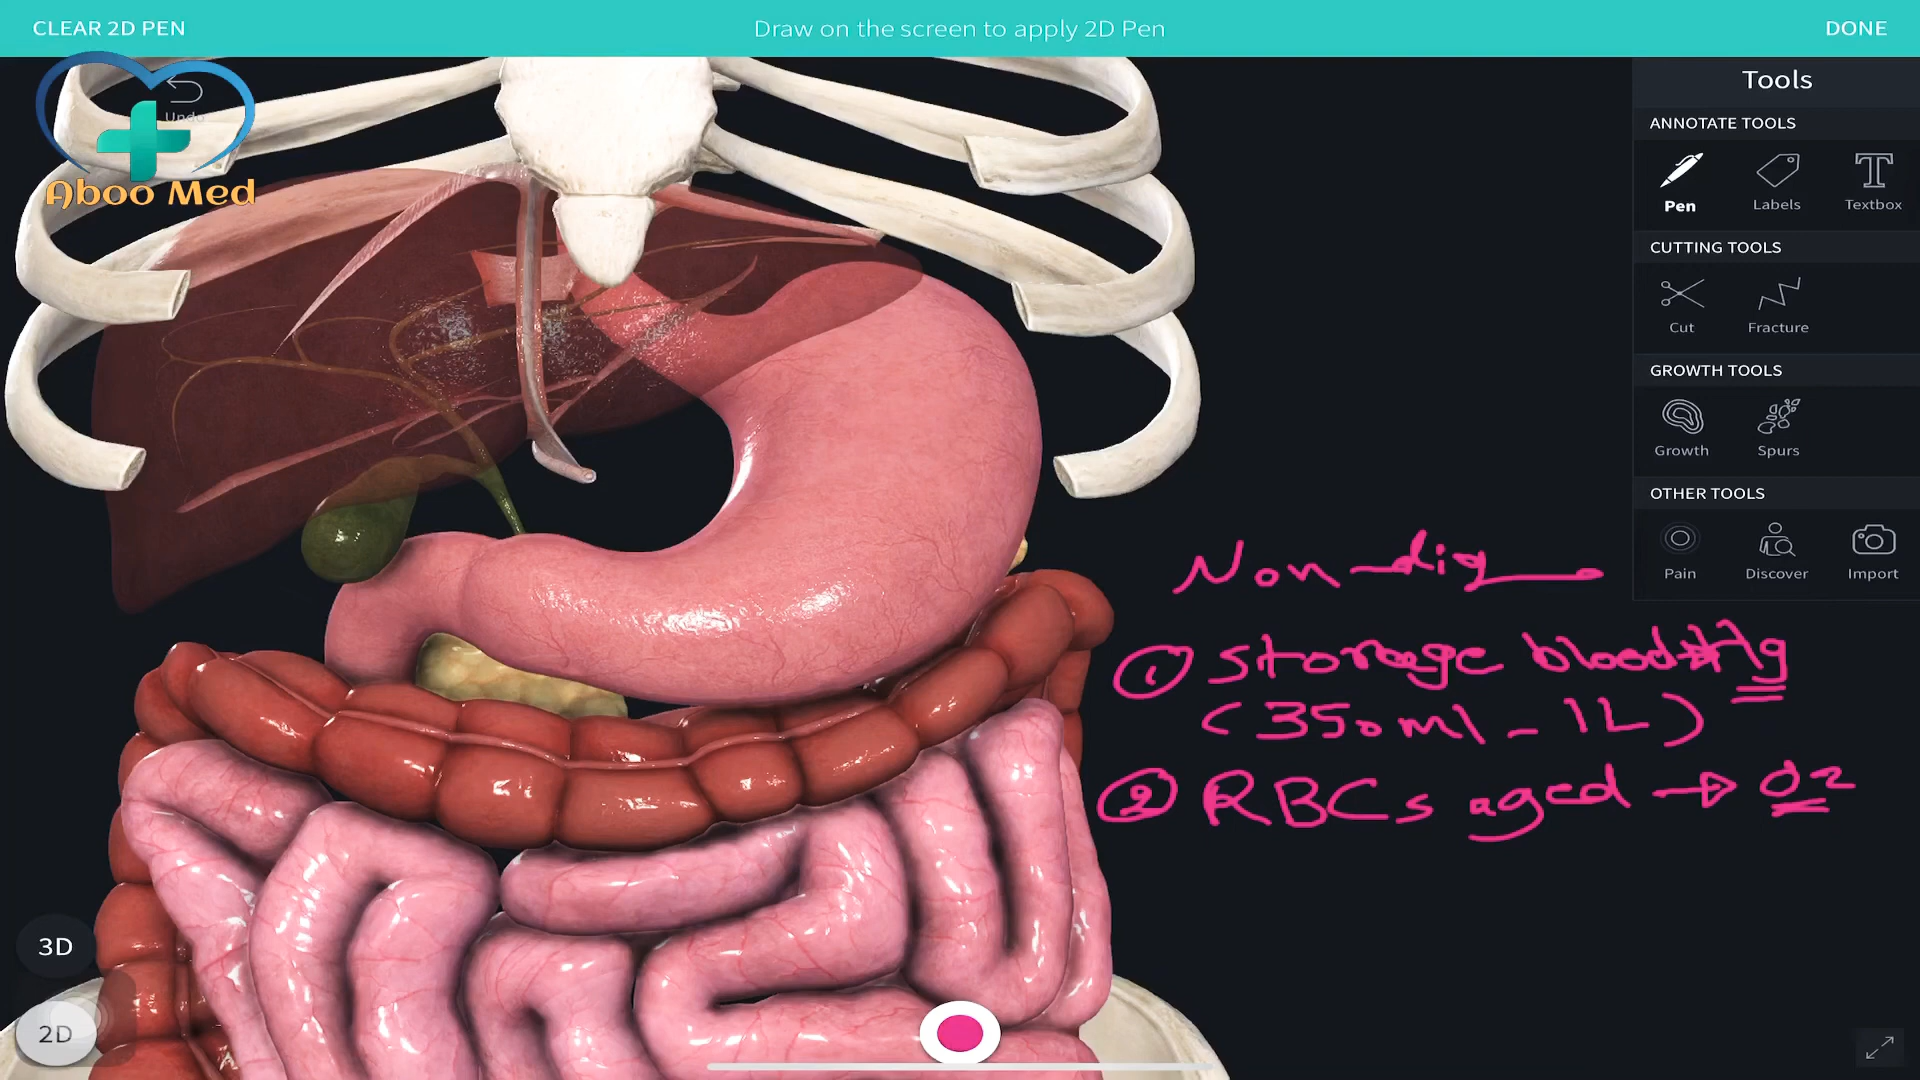 CLEAR 2D PEN
Draw on the screen to apply 2D Pen
DONE
Undo
Aboo Med
Tools
ANNOTATE TOOLS
Pen Labels Textbox
CUTTING TOOLS
Cut Fracture
GROWTH TOOLS
Growth Spurs
OTHER TOOLS
Pain Discover Import
Non-dig
① Storage blood
(350ml - 1L)
② RBCs aged → O2
3D
2D